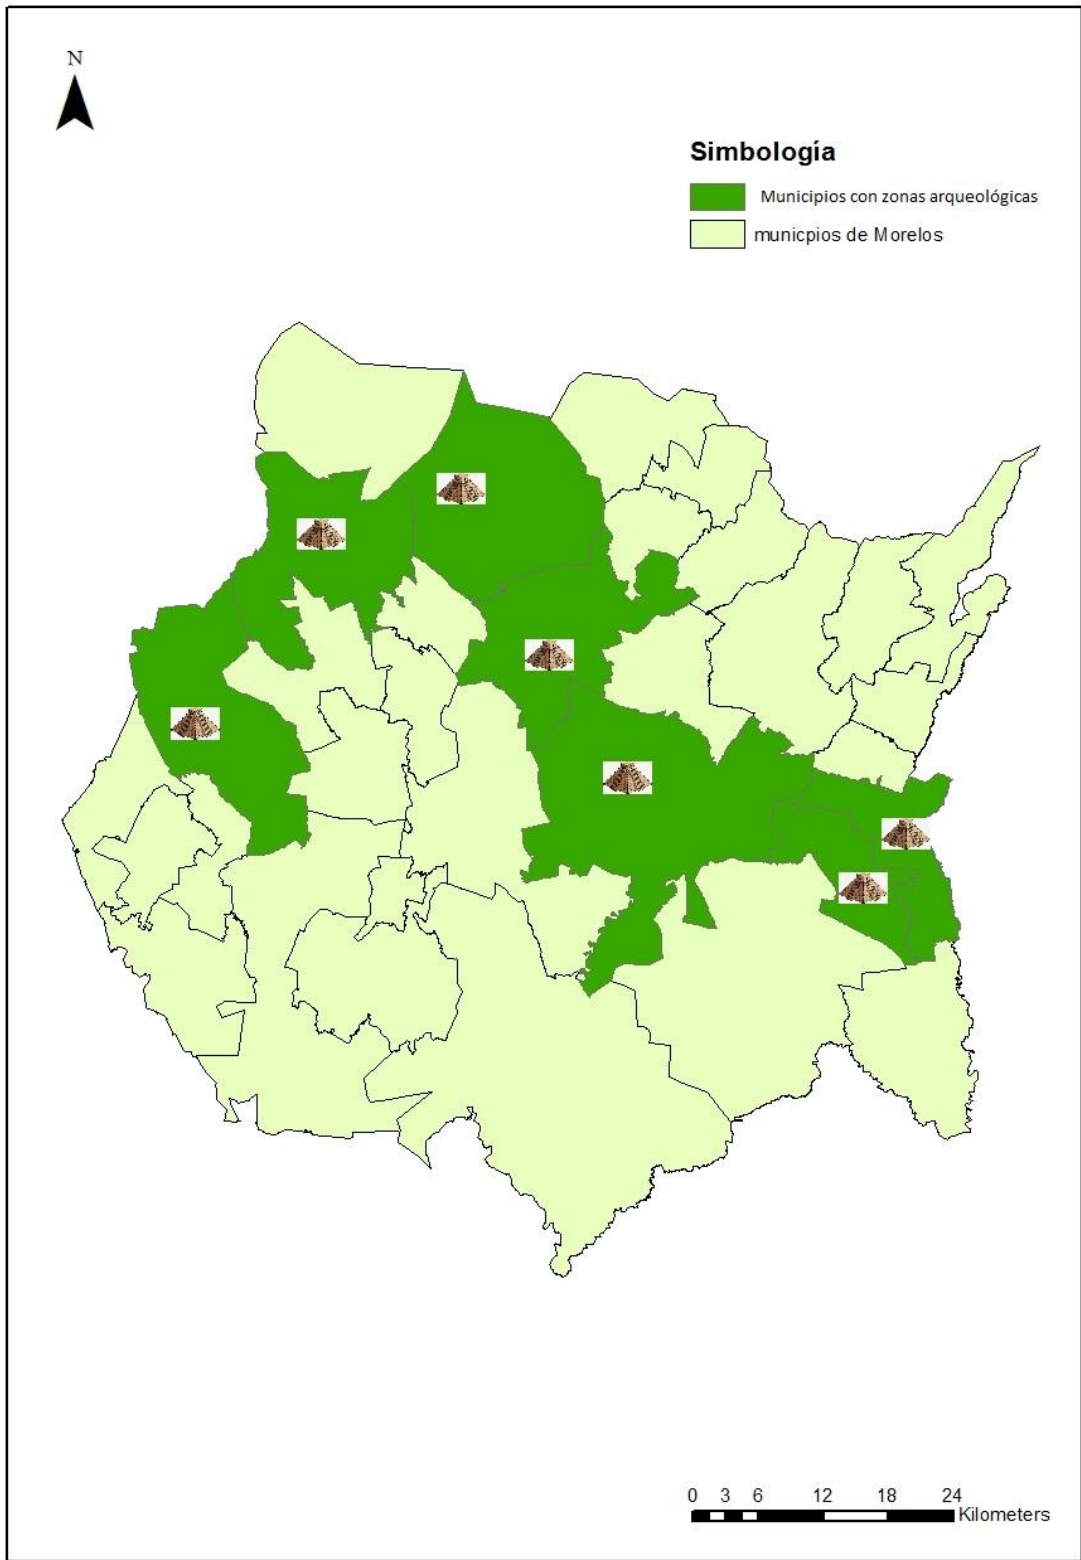 N
Simbología
Municipios con zonas arqueológicas
municpios de Morelos
0 3 6 12 18 24
Kilometers